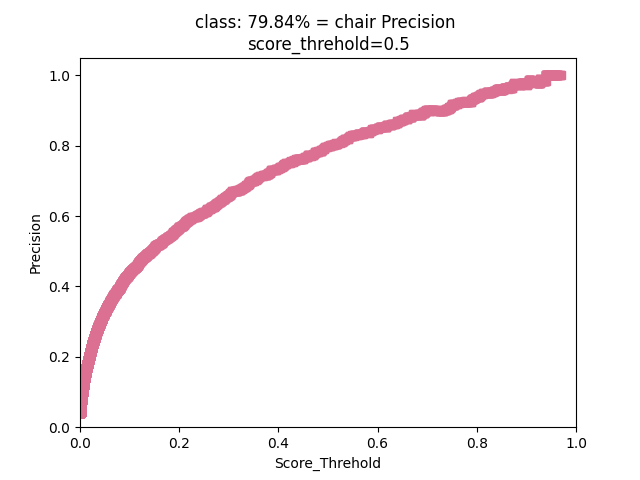 class: 79.84% = chair Precision
score_threhold=0.5
1.0
0.8
0.6
0.4
0.2
0.0
Precision
0.0 0.2 0.4 0.6 0.8 1.0
Score_Threhold